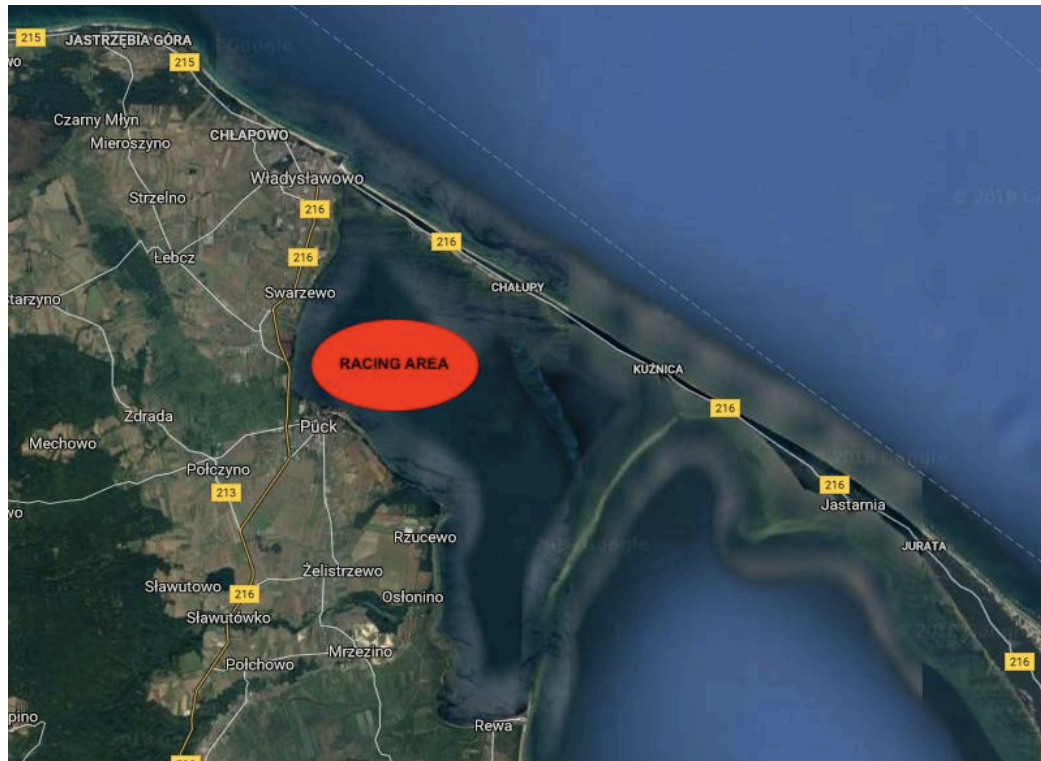 215
JASTRZĘBIA GÓRA
215
Czarny Młyn
Mieroszyno
CHŁAPOWO
Władysławowo
Strzelno
216
216
216
Łebcz
CHAŁUPY
Swarzewo
Starzyno
RACING AREA
KUŹNICA
216
Zdrada
Puck
Mechowo
Połczyno
213
216
Jastarnia
Rzucewo
JURATA
Żelistrzewo
Sławutowo
216
Osłonino
Sławutówko
Mrzezino
Połchowo
216
pino
Rewa